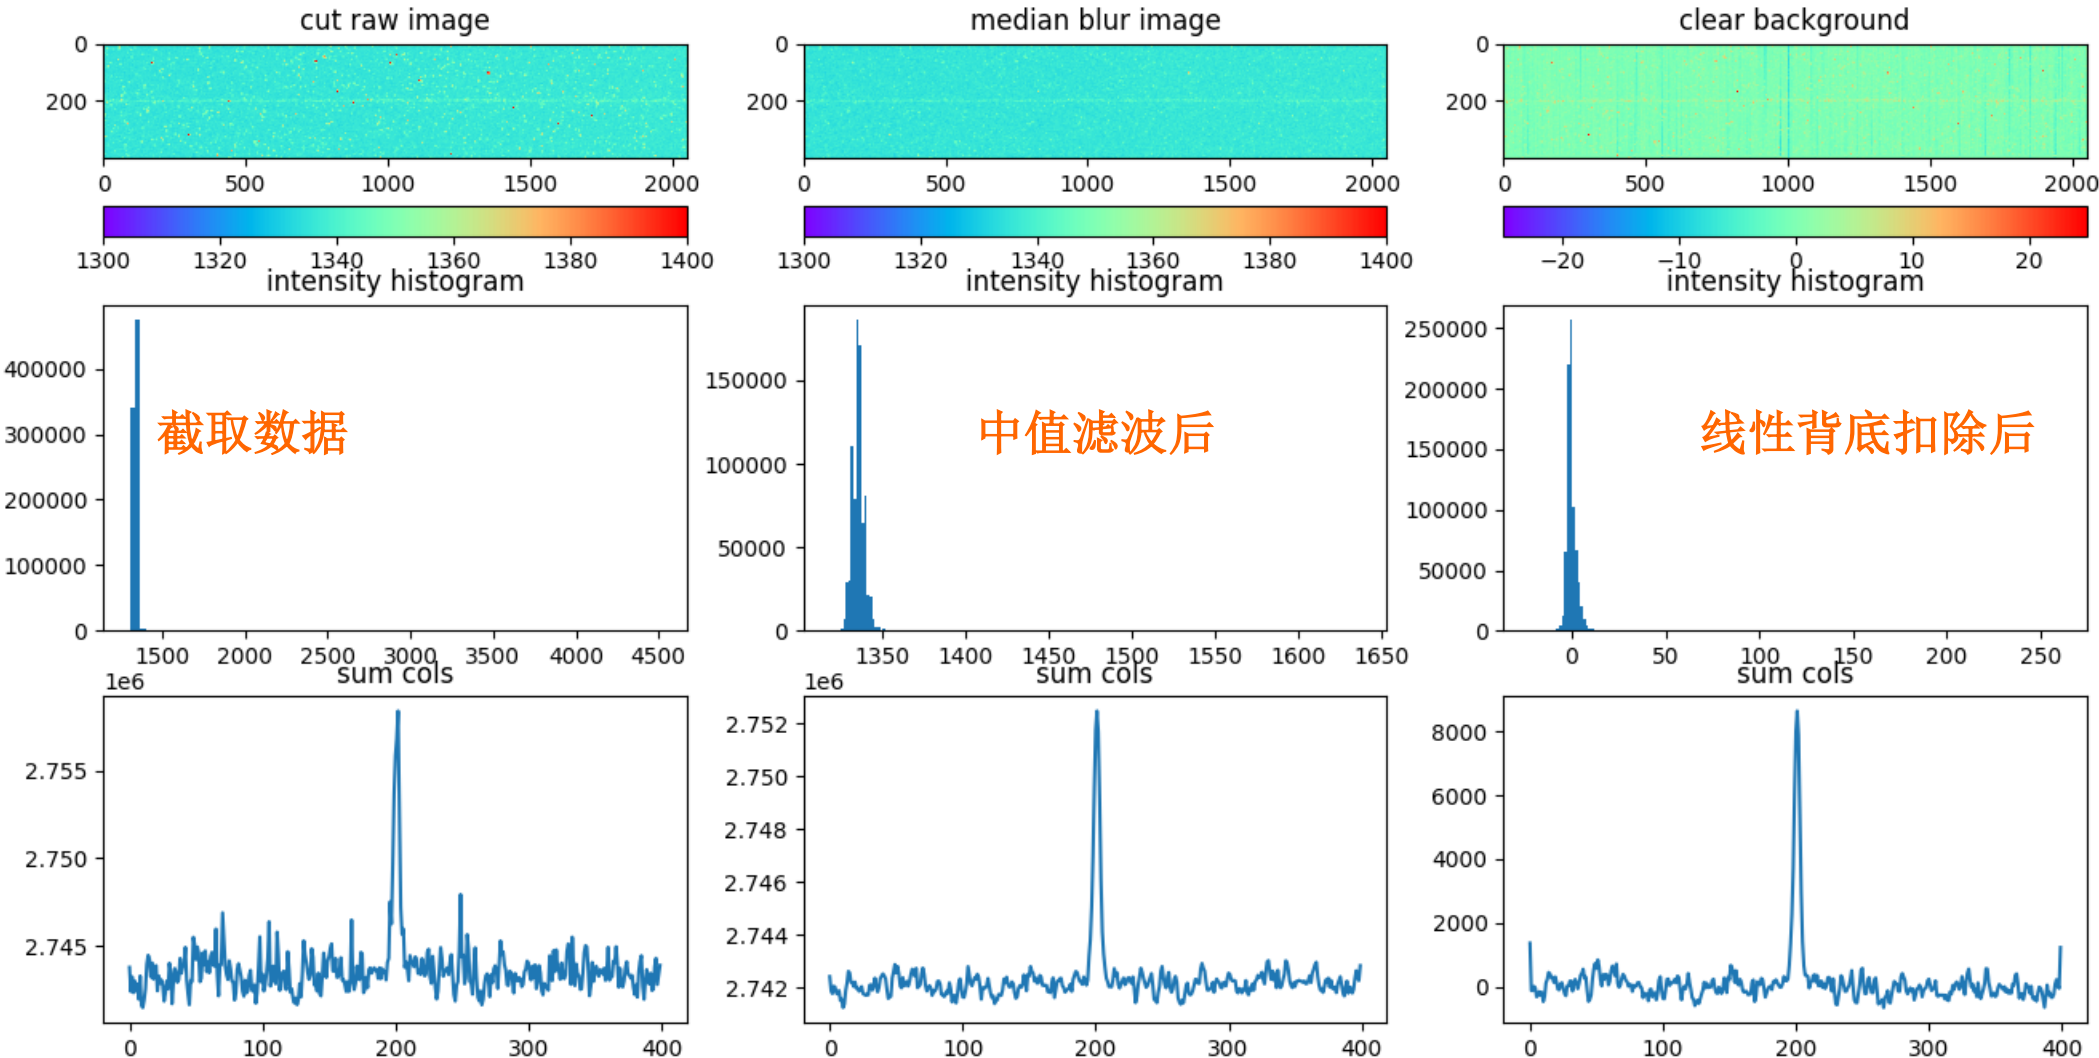 cut raw image
median blur image
clear background
0
200
0
200
0
200
0 500 1000 1500 2000
0 500 1000 1500 2000
0 500 1000 1500 2000
1300 1320 1340 1360 1380 1400
1300 1320 1340 1360 1380 1400
−20 −10 0 10 20
intensity histogram
intensity histogram
intensity histogram
400000
300000
200000
100000
0
截取数据
1500 2000 2500 3000 3500 4000 4500
150000
100000
50000
0
中值滤波后
1350 1400 1450 1500 1550 1600 1650
250000
200000
150000
100000
50000
0
线性背底扣除后
0 50 100 150 200 250
sum cols
1e6
2.755
2.750
2.745
0 100 200 300 400
sum cols
1e6
2.752
2.750
2.748
2.746
2.744
2.742
0 100 200 300 400
sum cols
8000
6000
4000
2000
0
0 100 200 300 400